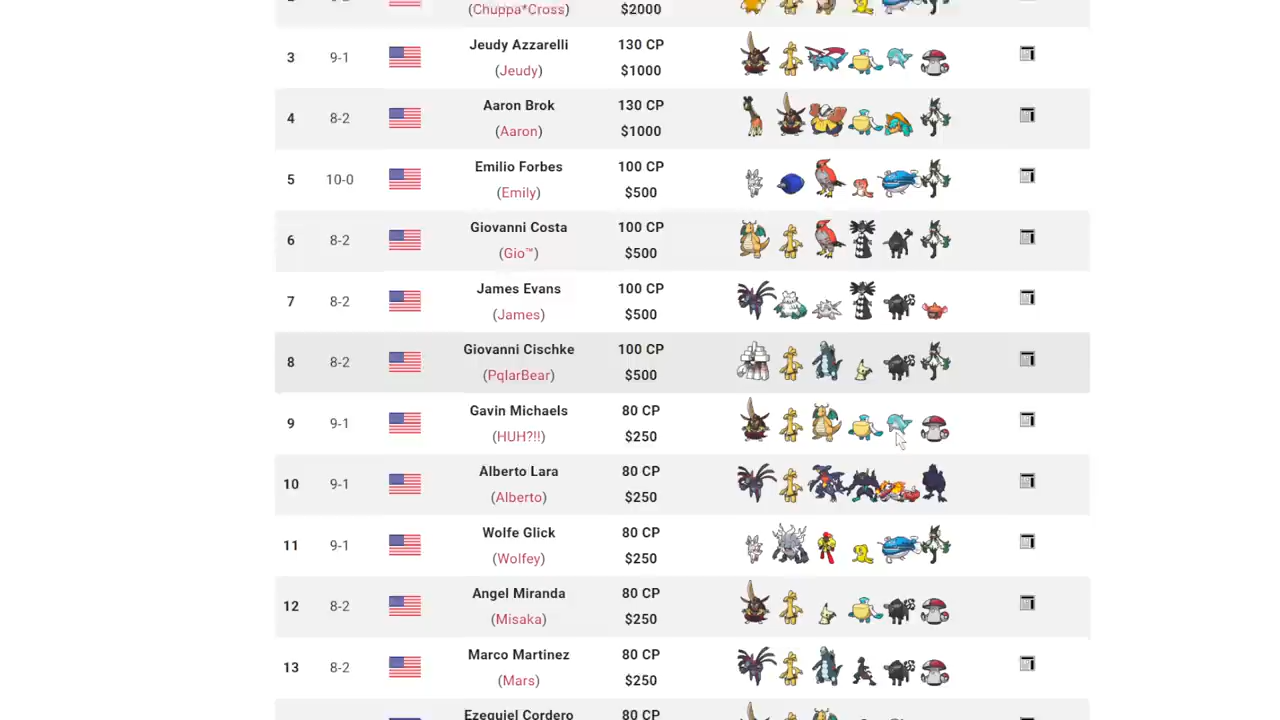 (Chuppa*Cross) $2000
3 9-1 Jeudy Azzarelli 130 CP
(Jeudy) $1000
4 8-2 Aaron Brok 130 CP
(Aaron) $1000
5 10-0 Emilio Forbes 100 CP
(Emily) $500
6 8-2 Giovanni Costa 100 CP
(Gio™) $500
7 8-2 James Evans 100 CP
(James) $500
8 8-2 Giovanni Cischke 100 CP
(PqlarBear) $500
9 9-1 Gavin Michaels 80 CP
(HUH?!!) $250
10 9-1 Alberto Lara 80 CP
(Alberto) $250
11 9-1 Wolfe Glick 80 CP
(Wolfey) $250
12 8-2 Angel Miranda 80 CP
(Misaka) $250
13 8-2 Marco Martinez 80 CP
(Mars) $250
Ezequiel Cordero 80 CP